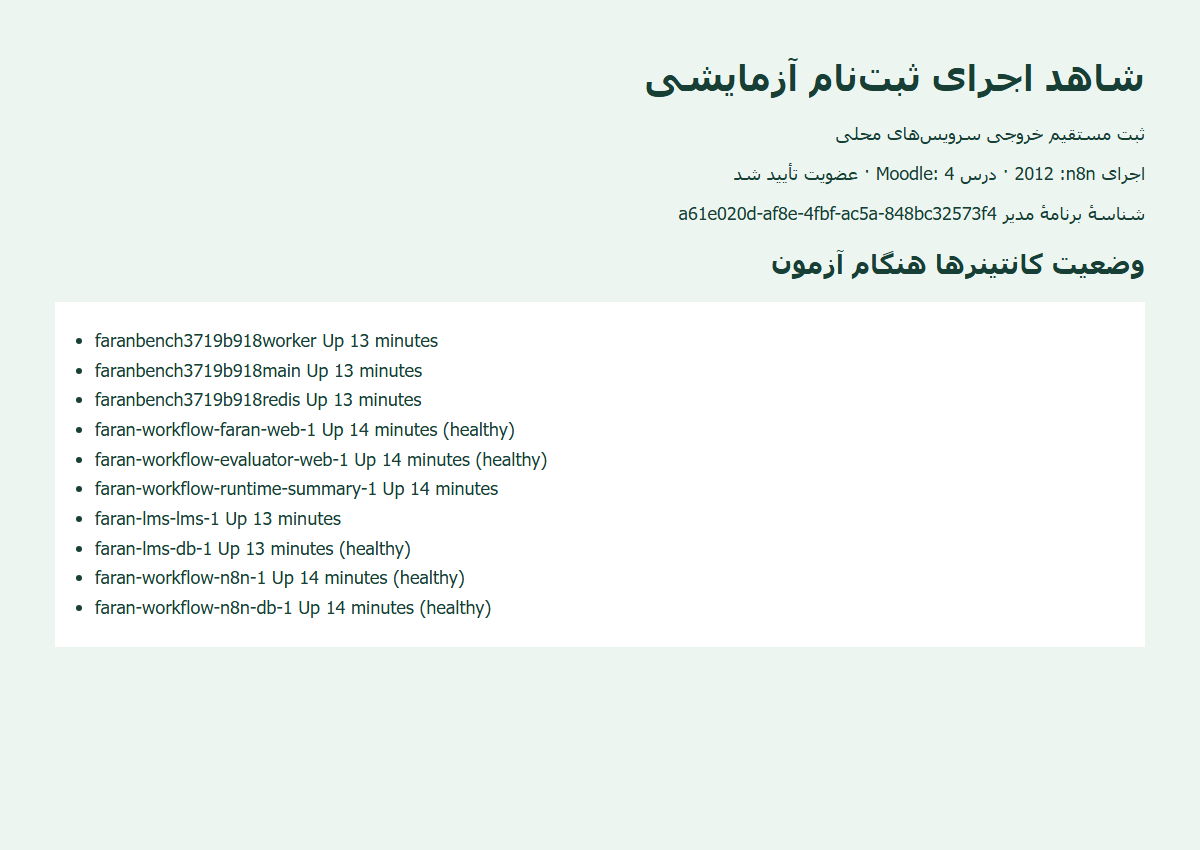 شاهد اجرای ثبت‌نام آزمایشی
ثبت مستقیم خروجی سرویس‌های محلی
اجرای n8n: 2012 · درس Moodle: 4 · عضویت تأیید شد
شناسهٔ برنامهٔ مدیر a61e020d-af8e-4fbf-ac5a-848bc32573f4
وضعیت کانتینرها هنگام آزمون
• faranbench3719b918worker Up 13 minutes
• faranbench3719b918main Up 13 minutes
• faranbench3719b918redis Up 13 minutes
• faran-workflow-faran-web-1 Up 14 minutes (healthy)
• faran-workflow-evaluator-web-1 Up 14 minutes (healthy)
• faran-workflow-runtime-summary-1 Up 14 minutes
• faran-lms-lms-1 Up 13 minutes
• faran-lms-db-1 Up 13 minutes (healthy)
• faran-workflow-n8n-1 Up 14 minutes (healthy)
• faran-workflow-n8n-db-1 Up 14 minutes (healthy)